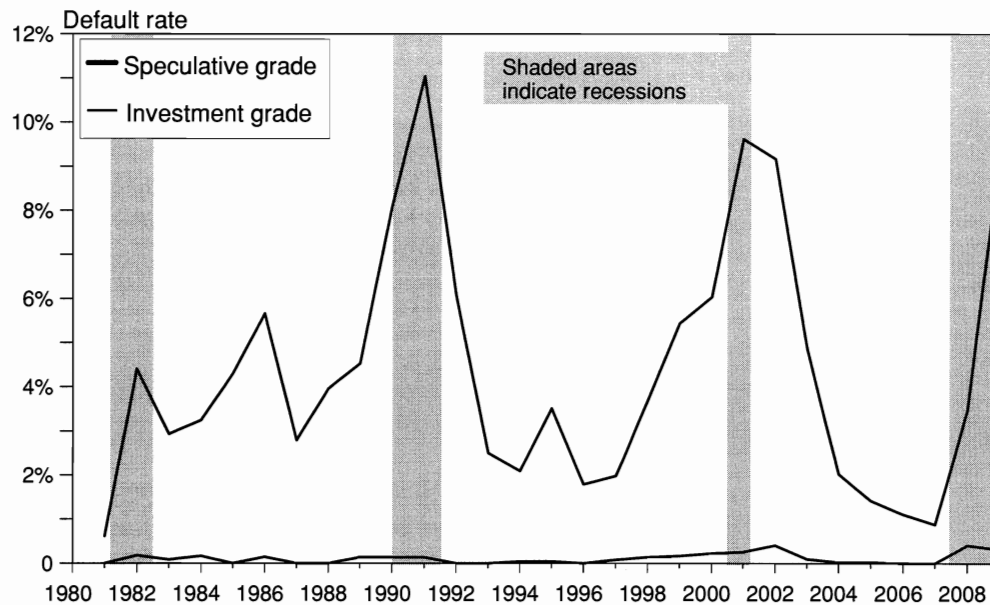 Default rate
12%
Speculative grade
Investment grade
Shaded areas
indicate recessions
10%
8%
6%
4%
2%
0
1980 1982 1984 1986 1988 1990 1992 1994 1996 1998 2000 2002 2004 2006 2008